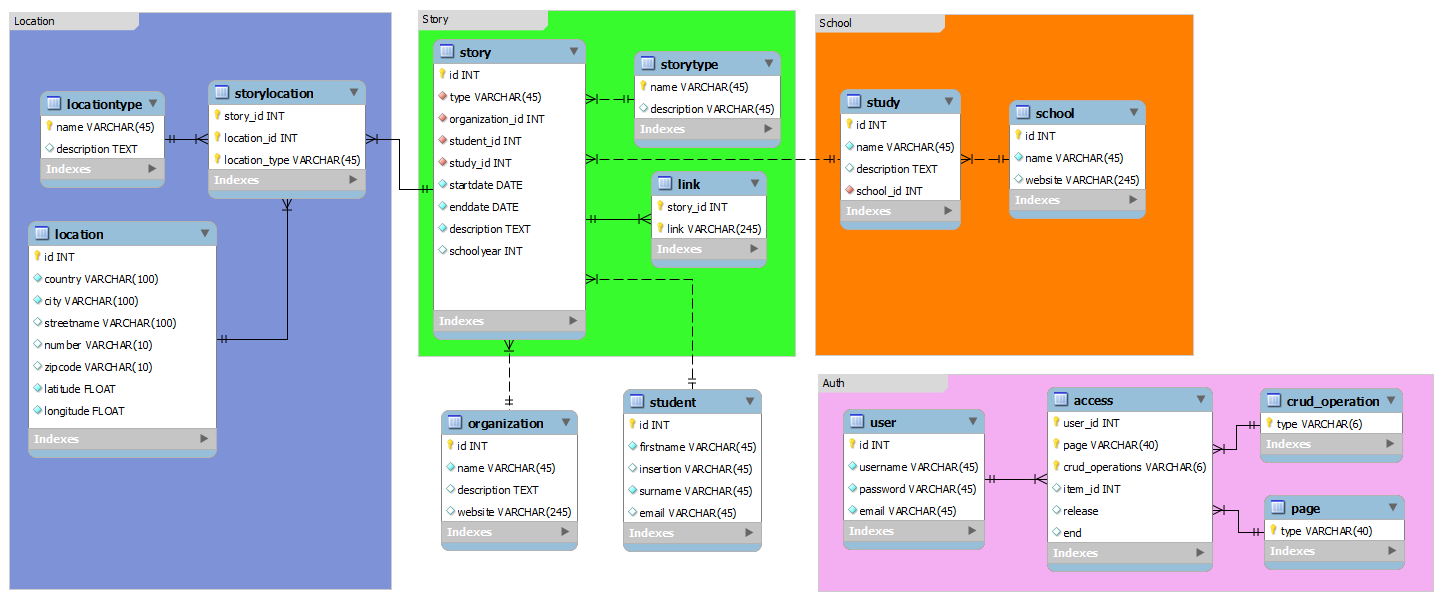 Location
locationtype
name VARCHAR(45)
description TEXT
Indexes
storylocation
story_id INT
location_id INT
location_type VARCHAR(45)
Indexes
location
id INT
country VARCHAR(100)
city VARCHAR(100)
streetname VARCHAR(100)
number VARCHAR(10)
zipcode VARCHAR(10)
latitude FLOAT
longitude FLOAT
Indexes
Story
story
id INT
type VARCHAR(45)
organization_id INT
student_id INT
study_id INT
startdate DATE
enddate DATE
description TEXT
schoolyear INT
Indexes
storytype
name VARCHAR(45)
description VARCHAR(45)
Indexes
link
story_id INT
link VARCHAR(245)
Indexes
organization
id INT
name VARCHAR(45)
description TEXT
website VARCHAR(245)
Indexes
student
id INT
firstname VARCHAR(45)
insertion VARCHAR(45)
surname VARCHAR(45)
email VARCHAR(45)
Indexes
School
study
id INT
name VARCHAR(45)
description TEXT
school_id INT
Indexes
school
id INT
name VARCHAR(45)
website VARCHAR(245)
Indexes
Auth
user
id INT
username VARCHAR(45)
password VARCHAR(45)
email VARCHAR(45)
Indexes
access
user_id INT
page VARCHAR(40)
crud_operations VARCHAR(6)
item_id INT
release
end
Indexes
crud_operation
type VARCHAR(6)
Indexes
page
type VARCHAR(40)
Indexes